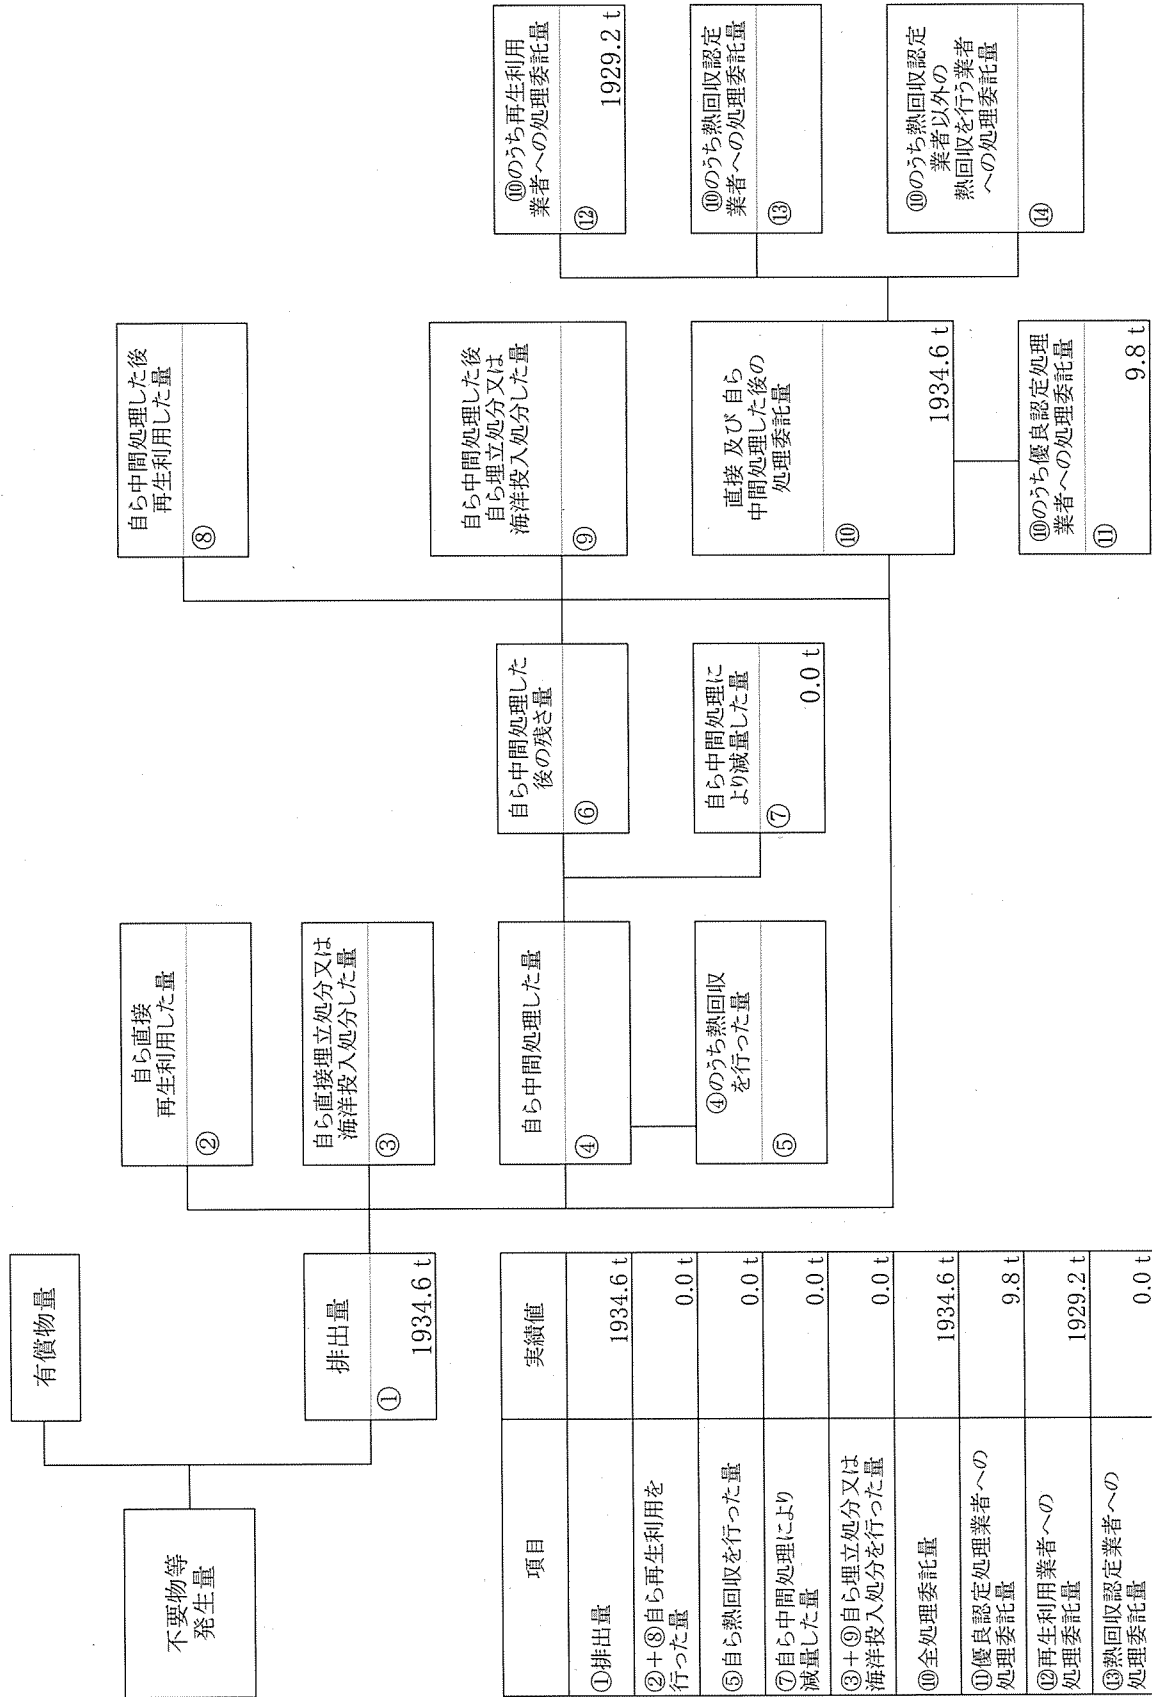 不要物等
発生量
有償物量
排出量
①
1934.6 t
自ら直接
再生利用した量
②
自ら直接埋立処分又は
海洋投入処分した量
③
自ら中間処理した量
④
④のうち熱回収
を行った量
⑤
自ら中間処理した
後の残さ量
⑥
自ら中間処理に
より減量した量
⑦
0.0 t
自ら中間処理した後
再生利用した量
⑧
自ら中間処理した後
自ら埋立処分又は
海洋投入処分した量
⑨
直接 及び 自ら
中間処理した後の
処理委託量
⑩
1934.6 t
⑩のうち優良認定処理
業者への処理委託量
⑪
9.8 t
⑩のうち再生利用
業者への処理委託量
⑫
1929.2 t
⑩のうち熱回収認定
業者への処理委託量
⑬
⑩のうち熱回収認定
業者以外の
熱回収を行う業者
への処理委託量
⑭
項目
実績値
①排出量
1934.6 t
②+⑧自ら再生利用を
行った量
0.0 t
⑤自ら熱回収を行った量
0.0 t
⑦自ら中間処理により
減量した量
0.0 t
③+⑨自ら埋立処分又は
海洋投入処分を行った量
0.0 t
⑩全処理委託量
1934.6 t
⑪優良認定処理業者への
処理委託量
9.8 t
⑫再生利用業者への
処理委託量
1929.2 t
⑬熱回収認定業者への
処理委託量
0.0 t